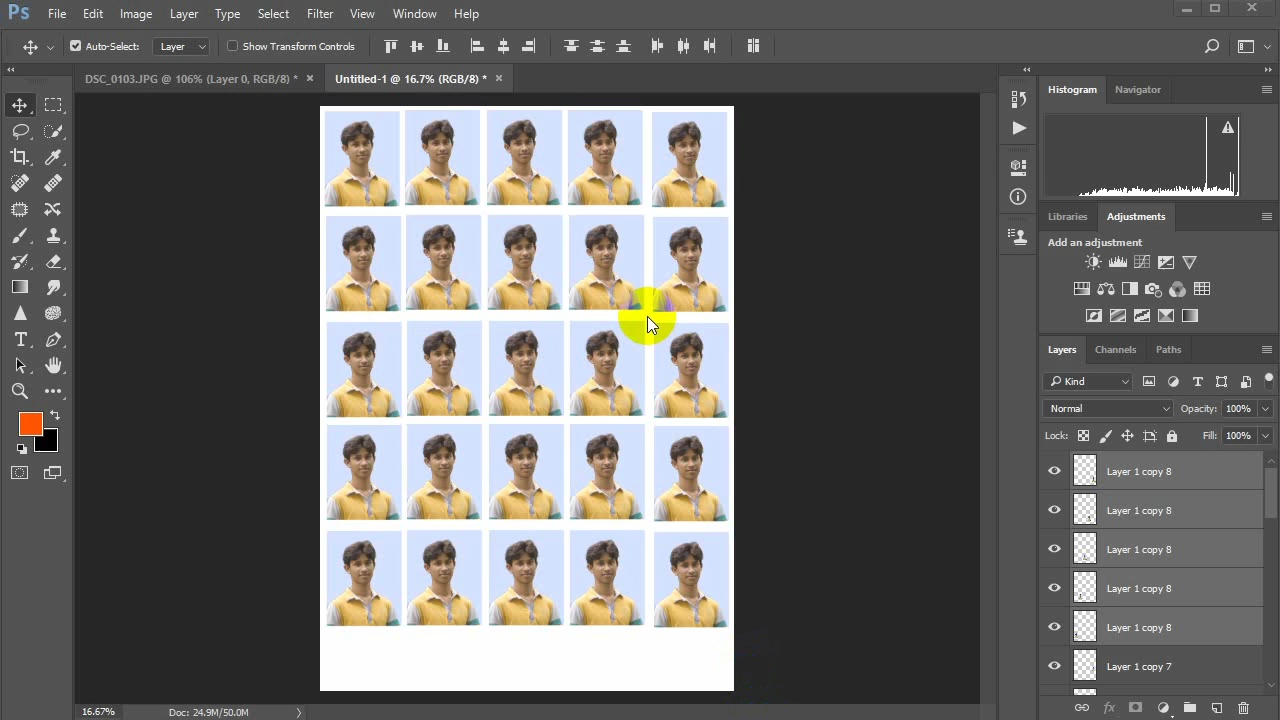 Ps File Edit Image Layer Type Select Filter View Window Help
Auto-Select: Layer Show Transform Controls
DSC_0103.JPG @ 106% (Layer 0, RGB/8) * × Untitled-1 @ 16.7% (RGB/8) * ×
Histogram Navigator
Libraries Adjustments
Add an adjustment
Layers Channels Paths
Kind
Normal Opacity: 100%
Lock: Fill: 100%
Layer 1 copy 8
Layer 1 copy 8
Layer 1 copy 8
Layer 1 copy 8
Layer 1 copy 8
Layer 1 copy 7
16.67% Doc: 24.9M/50.0M